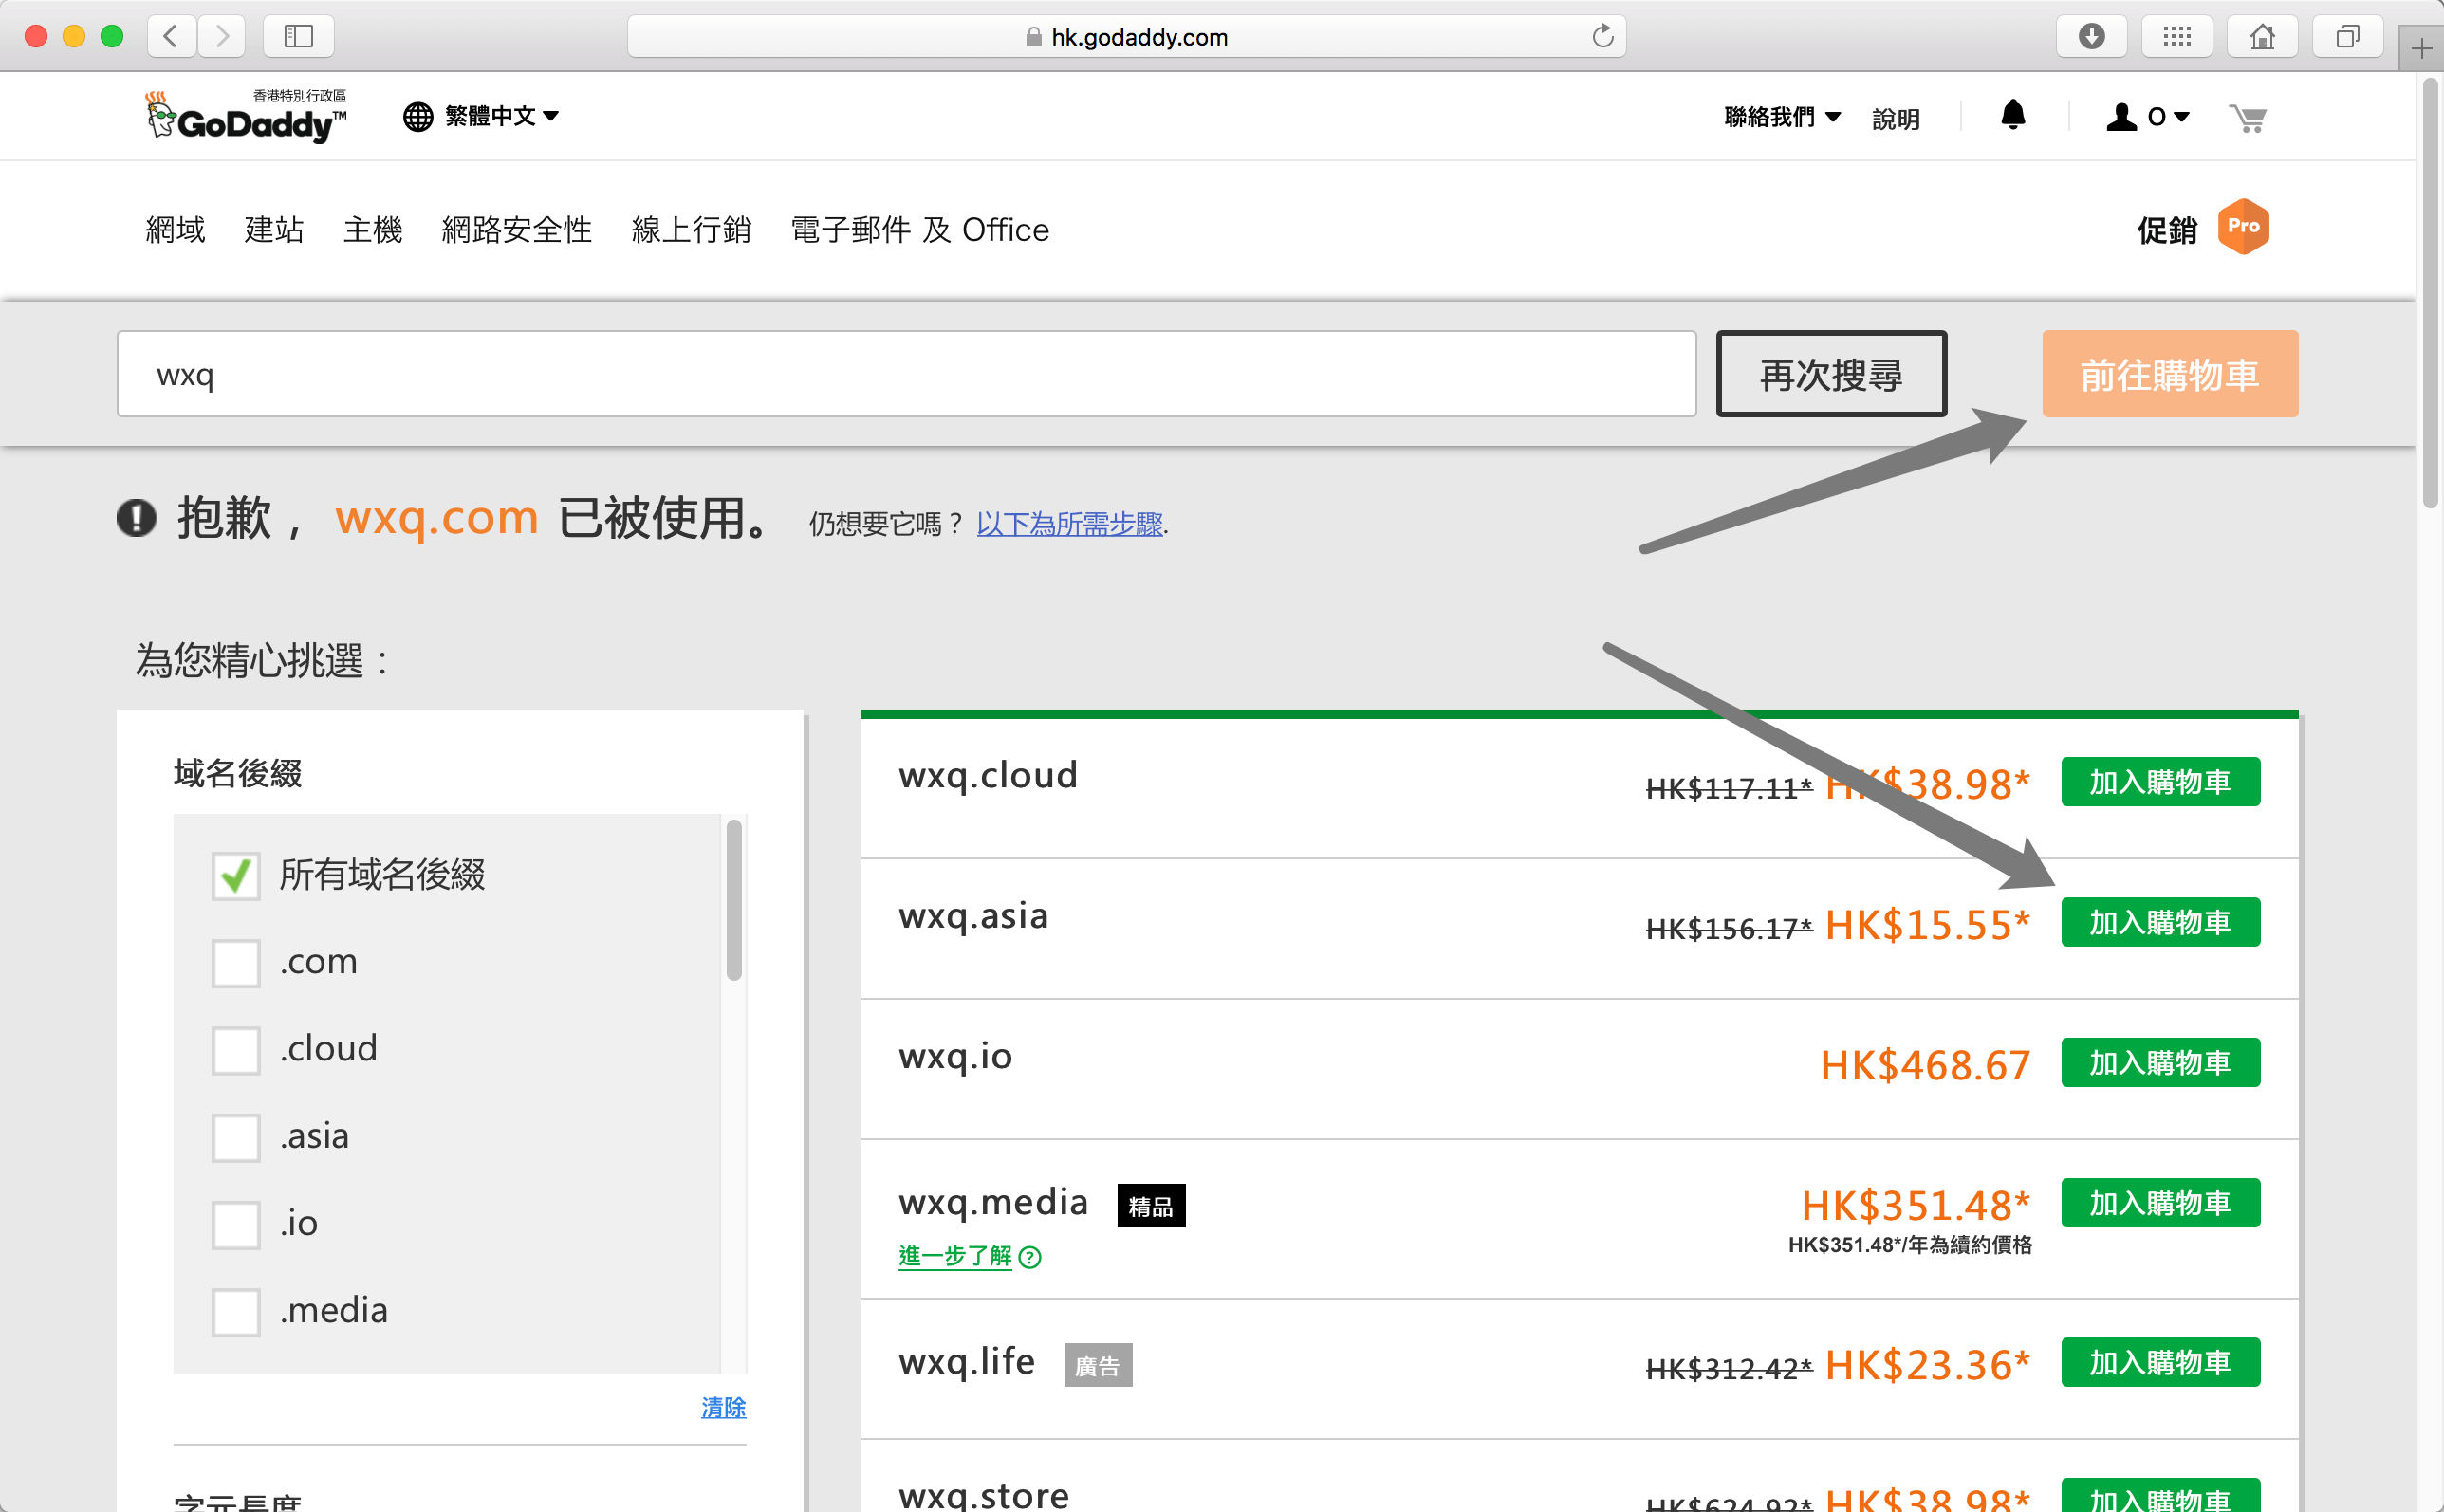 hk.godaddy.com
香港特別行政區
GoDaddy™
繁體中文
聯絡我們
說明
0
網域 建站 主機 網路安全性 線上行銷 電子郵件 及 Office
促銷 Pro
wxq
再次搜尋
前往購物車
抱歉， wxq.com 已被使用。 仍想要它嗎？ 以下為所需步驟.
為您精心挑選：
域名後綴
所有域名後綴
.com
.cloud
.asia
.io
.media
清除
字元長度
wxq.cloud
HK$117.11* HK$38.98* 加入購物車
wxq.asia
HK$156.17* HK$15.55* 加入購物車
wxq.io
HK$468.67 加入購物車
wxq.media 精品
進一步了解 ?
HK$351.48* 加入購物車
HK$351.48*/年為續約價格
wxq.life 廣告
HK$312.42* HK$23.36* 加入購物車
wxq.store
HK$624.92* HK$38.98* 加入購物車